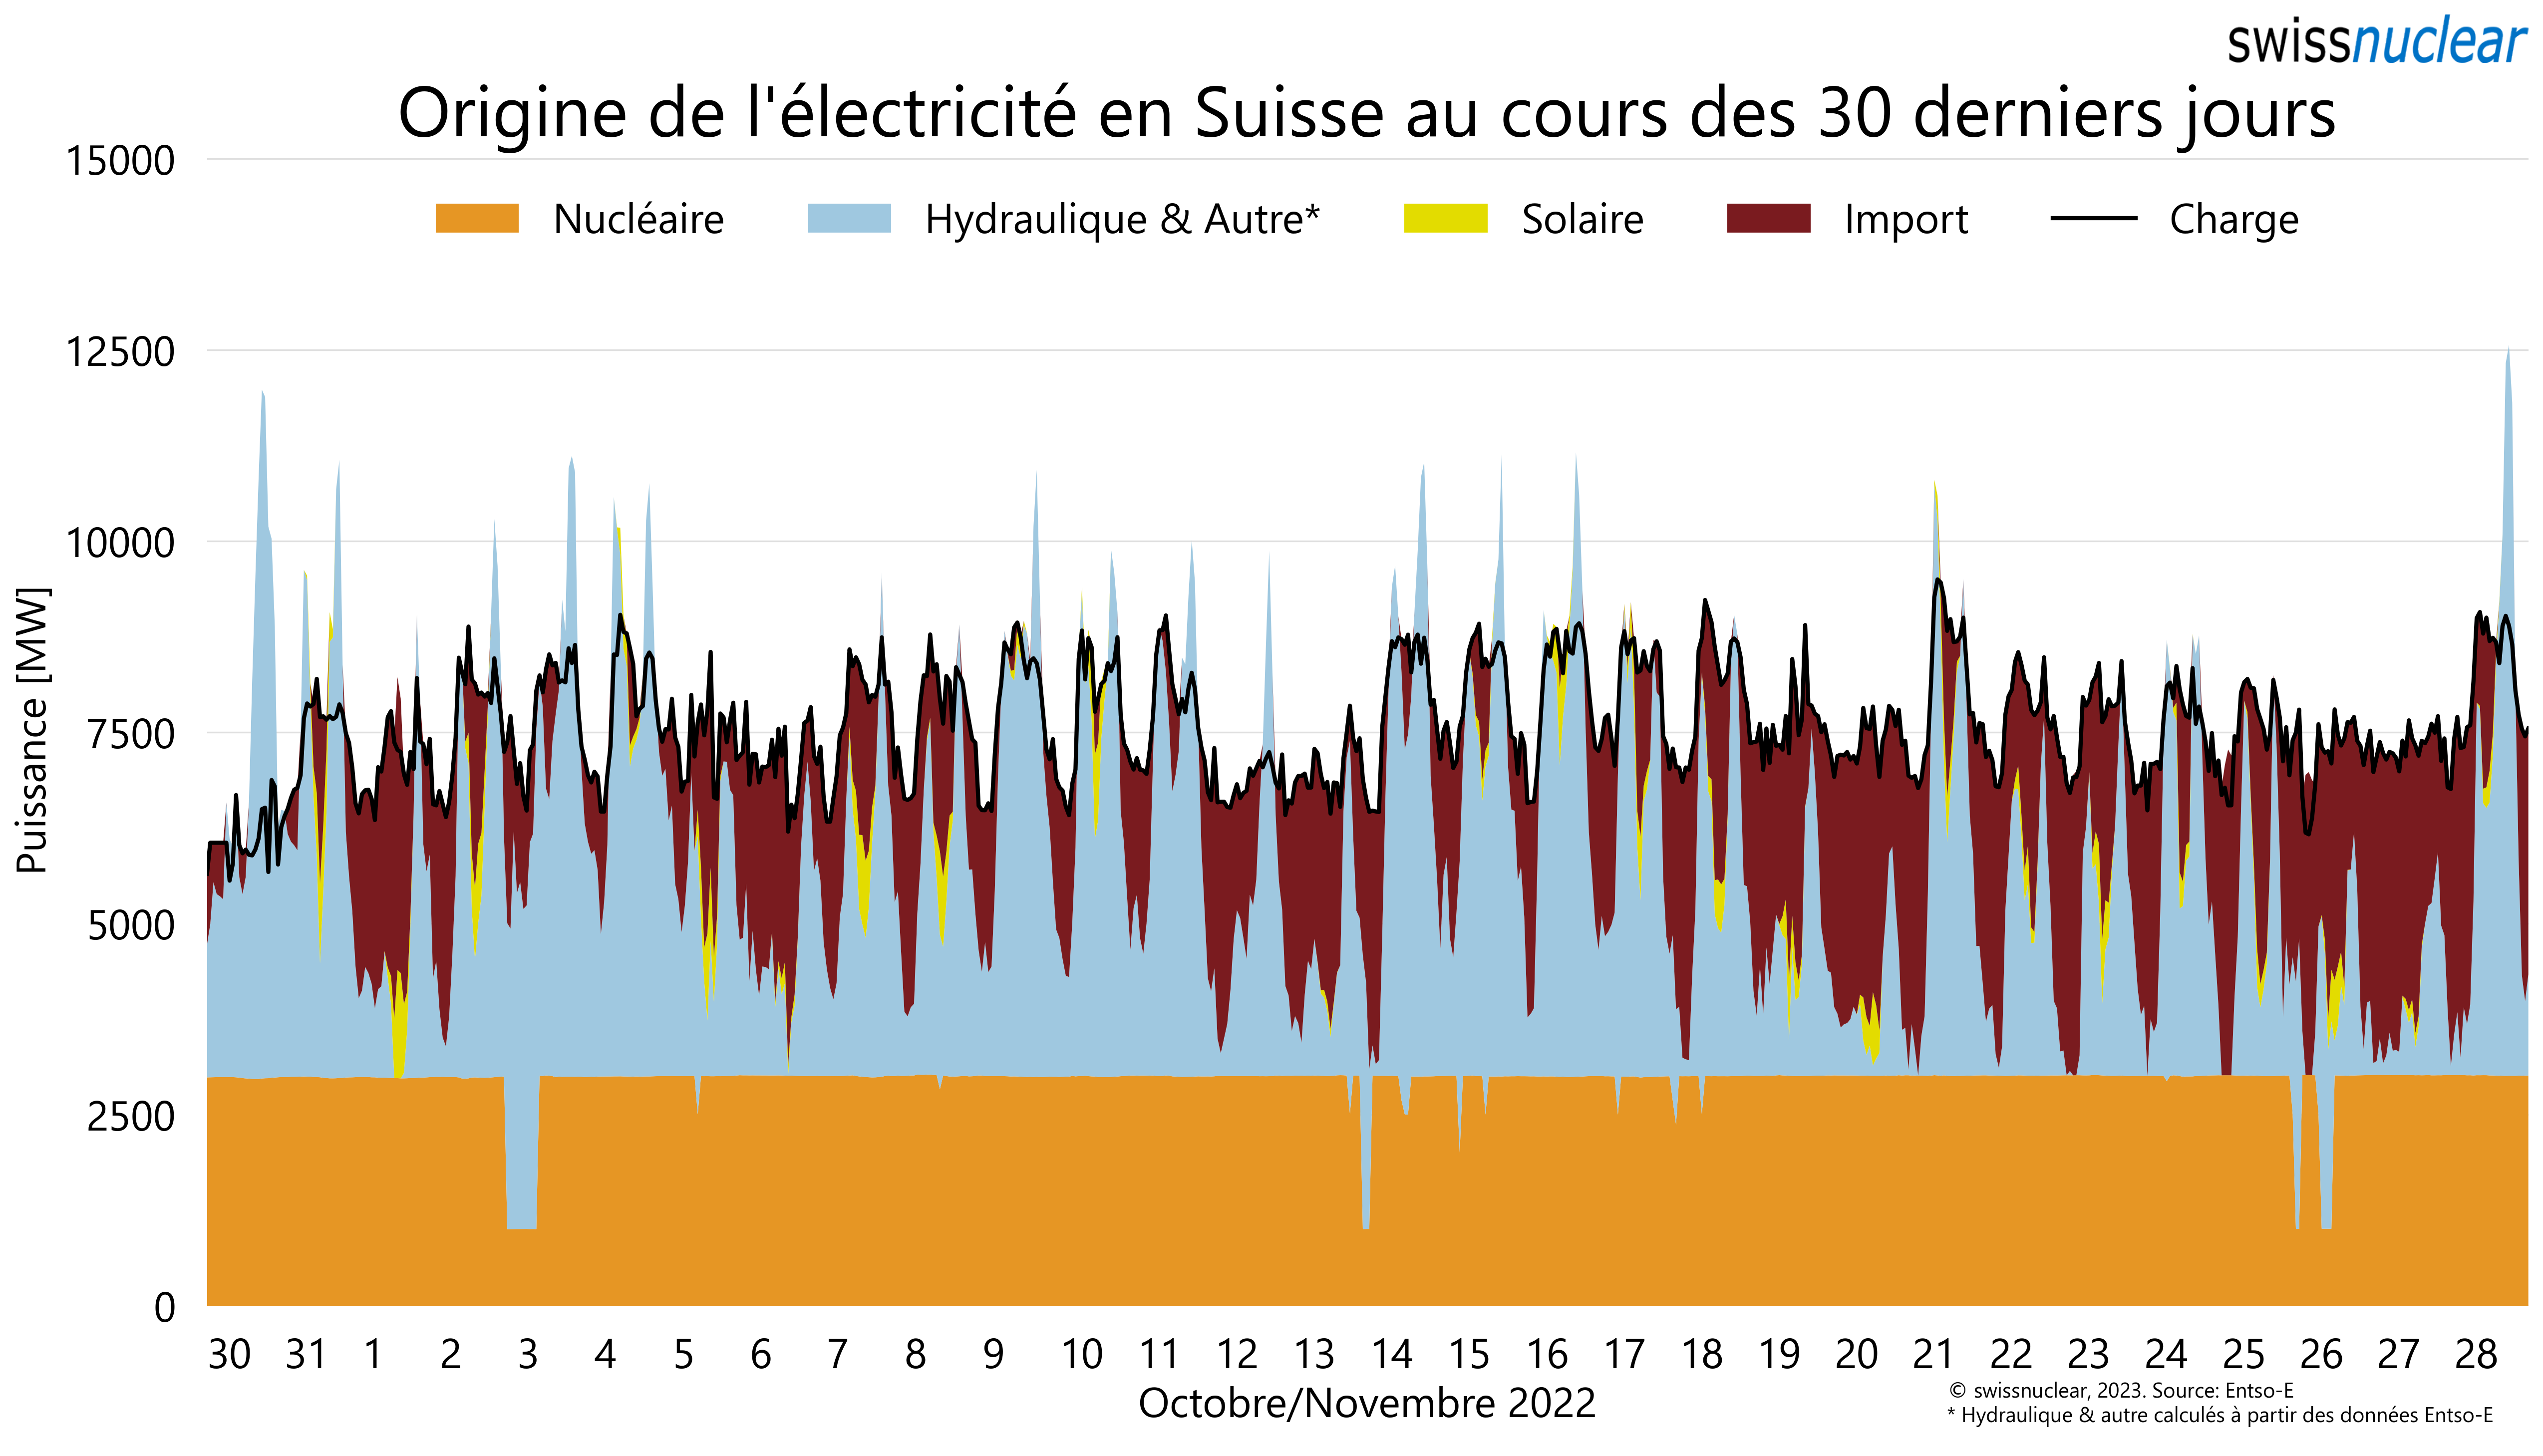 swissnuclear
Origine de l'électricité en Suisse au cours des 30 derniers jours
15000
Nucléaire Hydraulique & Autre* Solaire Import Charge
12500
10000
7500
5000
2500
0
Puissance [MW]
30 31 1 2 3 4 5 6 7 8 9 10 11 12 13 14 15 16 17 18 19 20 21 22 23 24 25 26 27 28
Octobre/Novembre 2022
© swissnuclear, 2023. Source: Entso-E
* Hydraulique & autre calculés à partir des données Entso-E